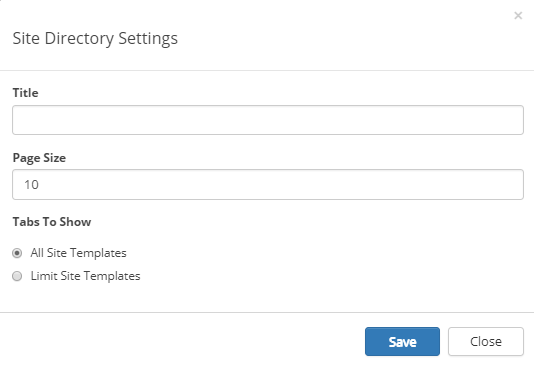 ×
Site Directory Settings
Title
Page Size
10
Tabs To Show
All Site Templates
Limit Site Templates
Save Close